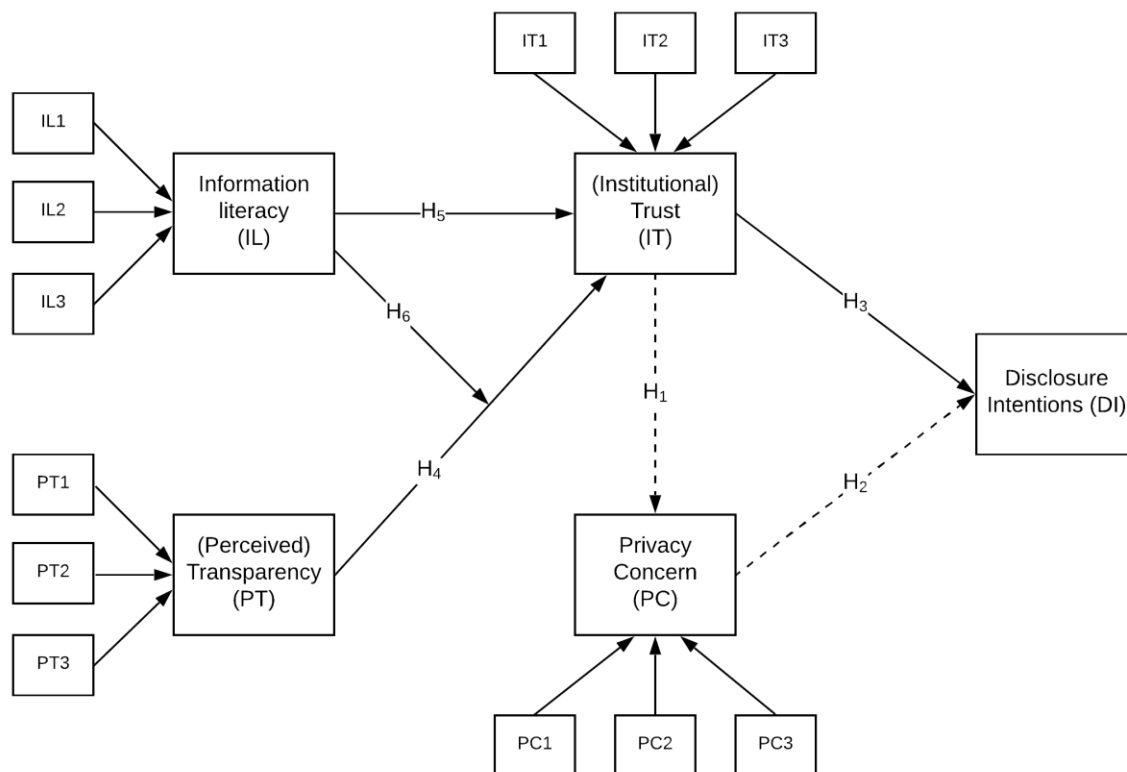 IT1
IT2
IT3
IL1
IL2
IL3
Information
literacy
(IL)
H5
(Institutional)
Trust
(IT)
H6
H3
H1
Disclosure
Intentions (DI)
H4
H2
PT1
PT2
PT3
(Perceived)
Transparency
(PT)
Privacy
Concern
(PC)
PC1
PC2
PC3